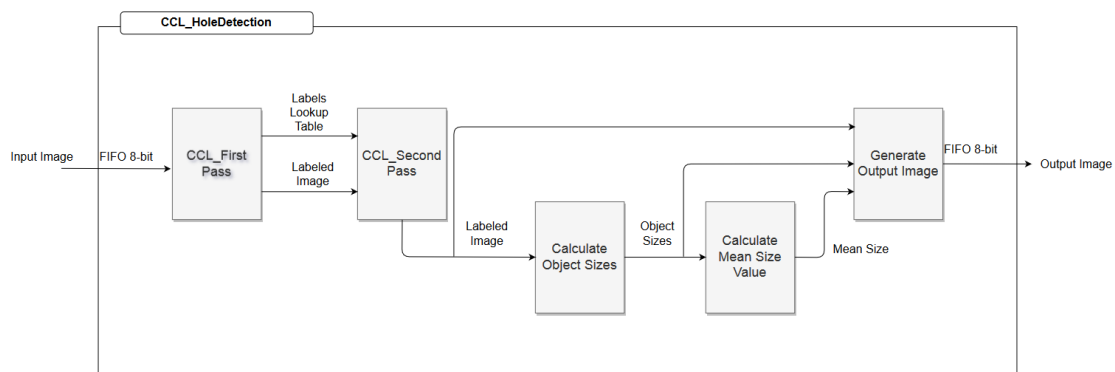 CCL_HoleDetection
Input Image
FIFO 8-bit
CCL_First
Pass
Labels
Lookup
Table
Labeled
Image
CCL_Second
Pass
Labeled
Image
Calculate
Object Sizes
Object
Sizes
Calculate
Mean Size
Value
Mean Size
Generate
Output Image
FIFO 8-bit
Output Image